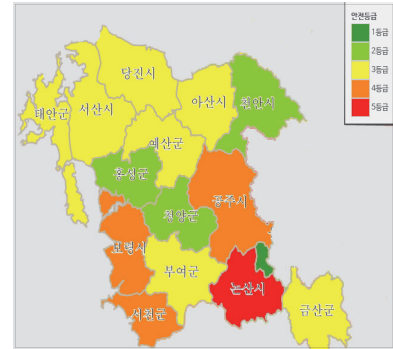 안전등급
1등급
2등급
3등급
4등급
5등급
당진시
아산시
천안시
태안군
서산시
예산군
홍성군
공주시
청양군
보령시
부여군
논산시
서천군
금산군